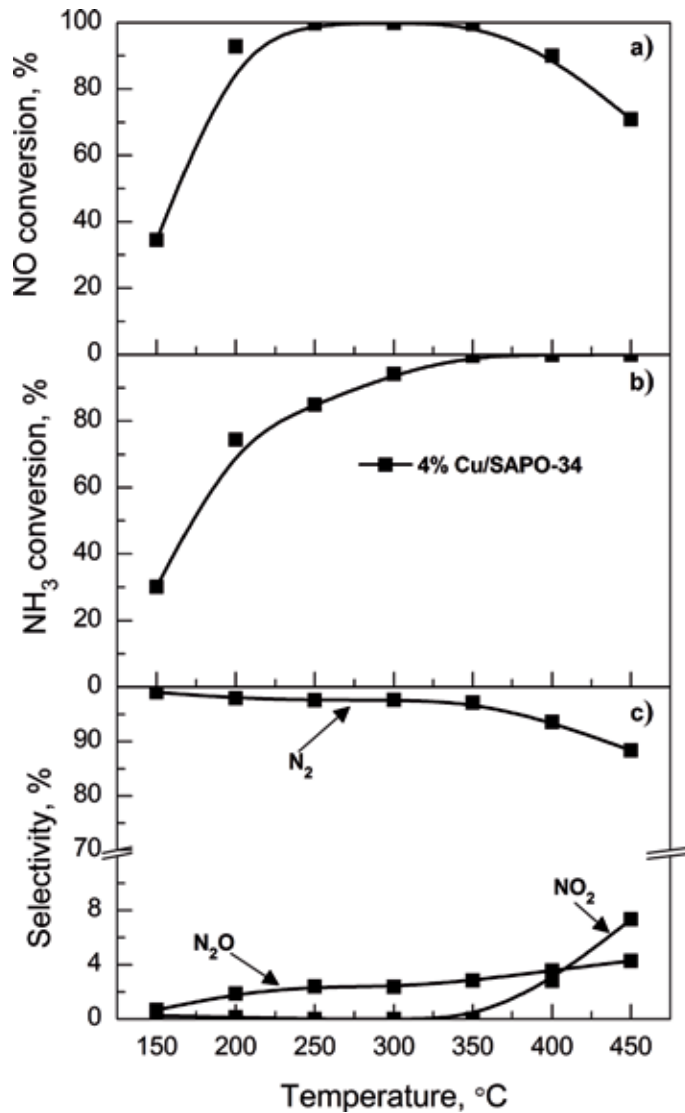 100
80
60
40
20
0
NO conversion, %
a)
80
60
40
20
0
NH₃ conversion, %
b)
4% Cu/SAPO-34
90
80
70
8
4
0
Selectivity, %
c)
N₂
NO₂
N₂O
150 200 250 300 350 400 450
Temperature, °C